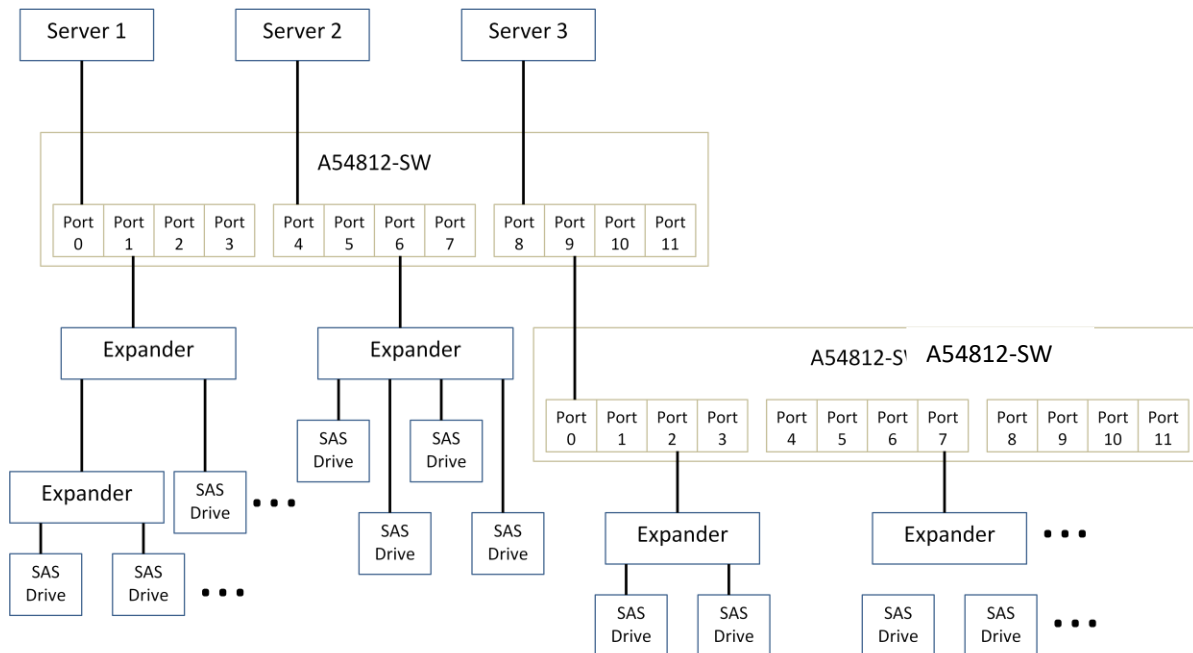 Server 1
Server 2
Server 3
A54812-SW
Port 0
Port 1
Port 2
Port 3
Port 4
Port 5
Port 6
Port 7
Port 8
Port 9
Port 10
Port 11
Expander
Expander
A54812-S
A54812-SW
Port 0
Port 1
Port 2
Port 3
Port 4
Port 5
Port 6
Port 7
Port 8
Port 9
Port 10
Port 11
SAS Drive
SAS Drive
Expander
SAS Drive
SAS Drive
SAS Drive
Expander
Expander
SAS Drive
SAS Drive
SAS Drive
SAS Drive
SAS Drive
SAS Drive